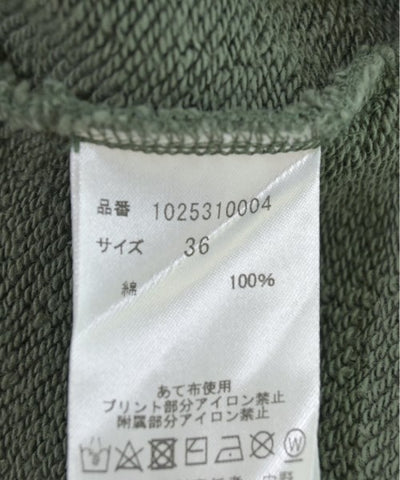 品番 1025310004
サイズ 36
綿 100%
あて布使用
プリント部分アイロン禁止
附属部分アイロン禁止
W